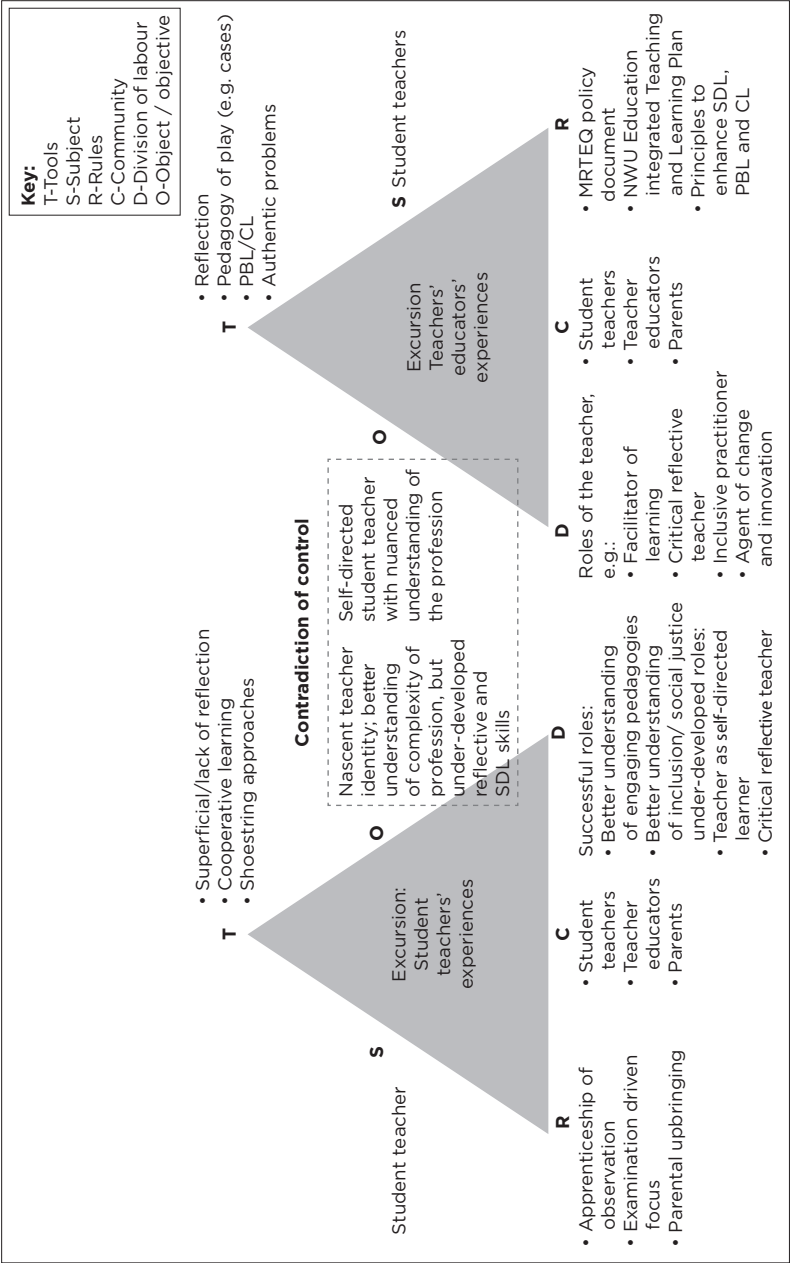 Key:
T-Tools
S-Subject
R-Rules
C-Community
D-Division of labour
O-Object / objective
T
• Superficial/lack of reflection
• Cooperative learning
• Shoestring approaches
S
Student teacher
O
Excursion:
Student
teachers'
experiences
R
• Apprenticeship of
observation
• Examination driven
focus
• Parental upbringing
C
• Student
teachers
• Teacher
educators
• Parents
D
Successful roles:
• Better understanding
of engaging pedagogies
• Better understanding
of inclusion/ social justice
under-developed roles:
• Teacher as self-directed
learner
• Critical reflective teacher
Contradiction of control
Nascent teacher
identity; better
understanding
of complexity of
profession, but
under-developed
reflective and
SDL skills
Self-directed
student teacher
with nuanced
understanding of
the profession
T
• Reflection
• Pedagogy of play (e.g. cases)
• PBL/CL
• Authentic problems
O
S Student teachers
Excursion
Teachers'
educators'
experiences
D
Roles of the teacher,
e.g.:
• Facilitator of
learning
• Critical reflective
teacher
• Inclusive practitioner
• Agent of change
and innovation
C
• Student
teachers
• Teacher
educators
• Parents
R
• MRTEQ policy
document
• NWU Education
integrated Teaching
and Learning Plan
• Principles to
enhance SDL,
PBL and CL